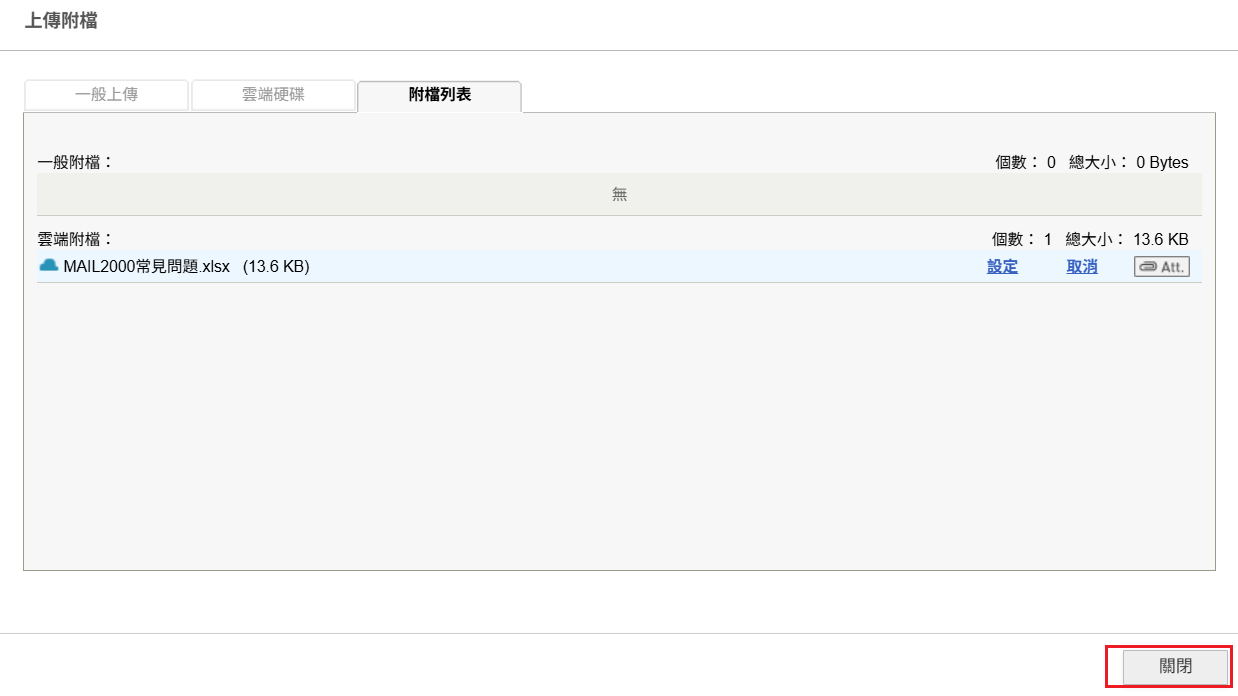 上傳附檔
一般上傳 雲端硬碟 附檔列表
一般附檔： 個數： 0 總大小： 0 Bytes
無
雲端附檔： 個數： 1 總大小： 13.6 KB
MAIL2000常見問題.xlsx (13.6 KB) 設定 取消 Att.
關閉